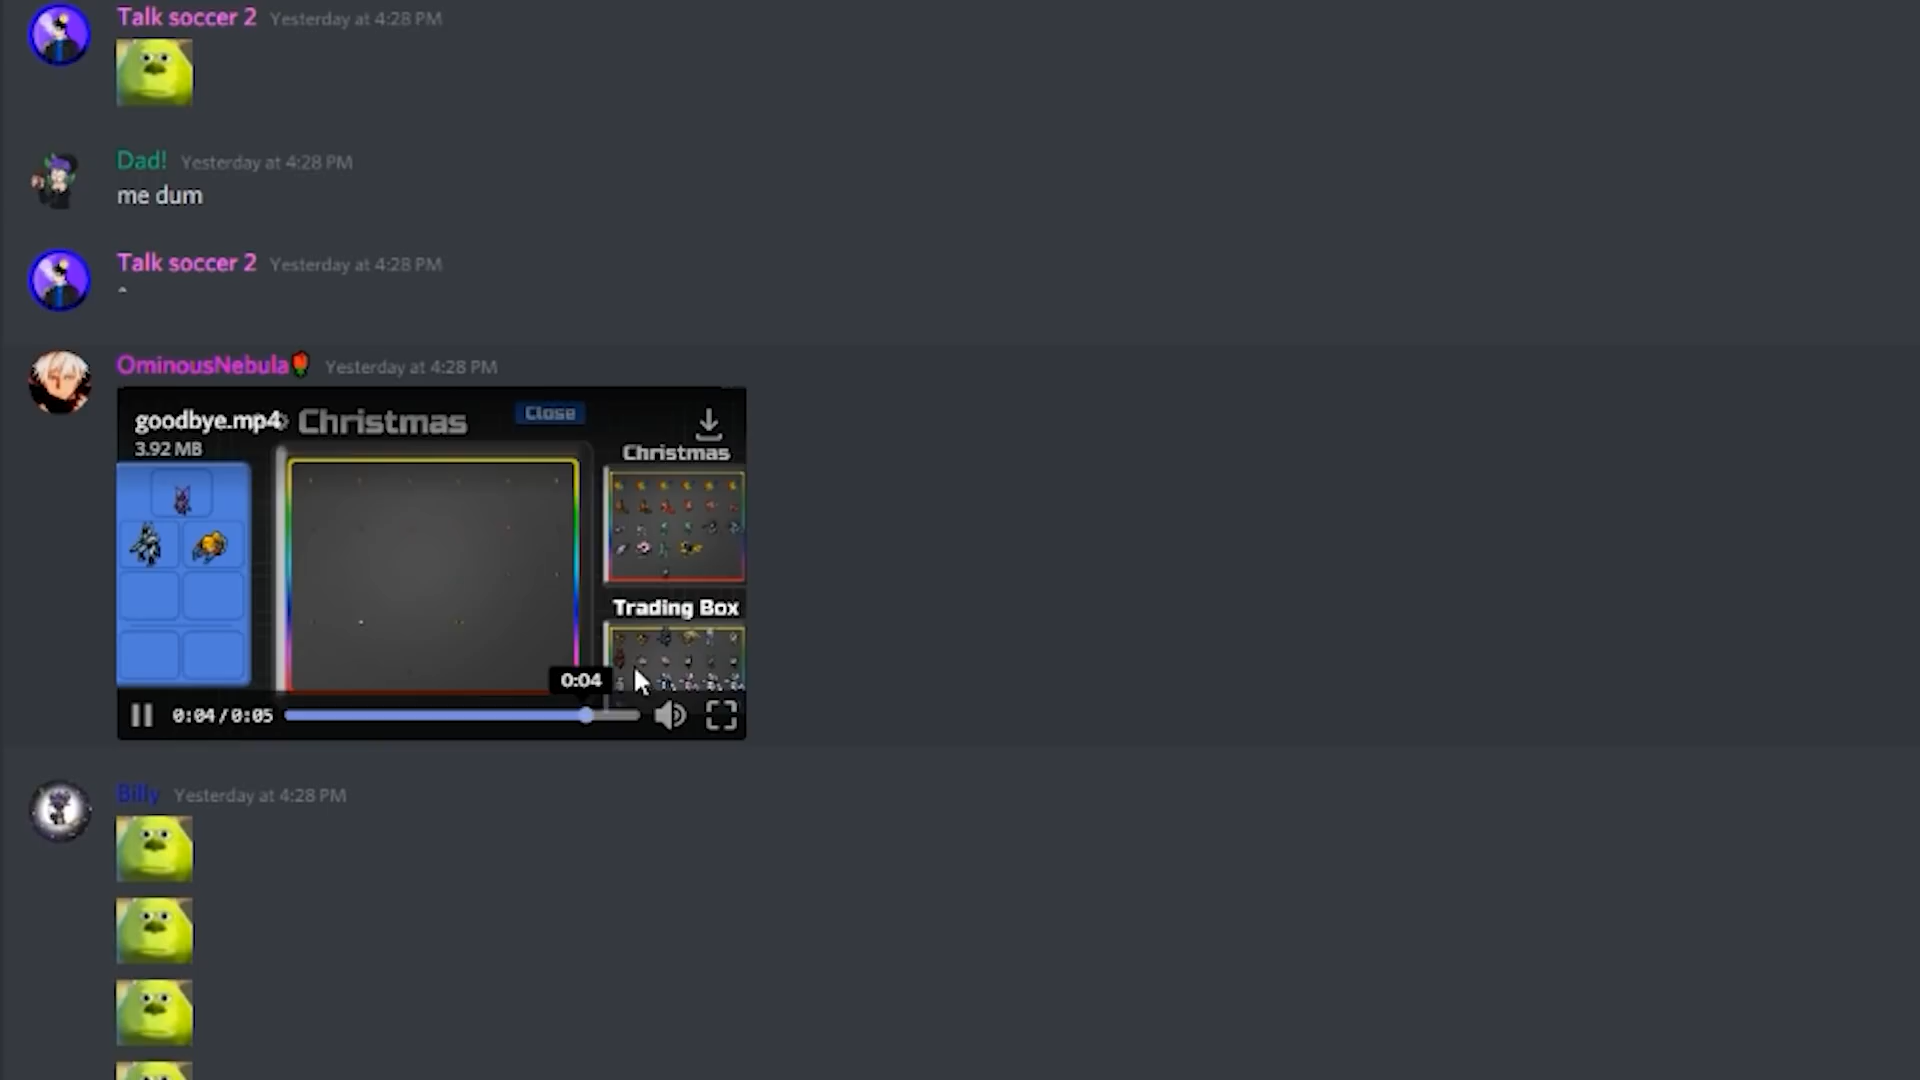 Talk soccer 2 Yesterday at 4:28 PM
Dad! Yesterday at 4:28 PM
me dum
Talk soccer 2 Yesterday at 4:28 PM
^
OminousNebula🌹 Yesterday at 4:28 PM
goodbye.mp4
3.92 MB
Christmas
Close
Christmas
Trading Box
0:04
0:04/0:05
Billy Yesterday at 4:28 PM